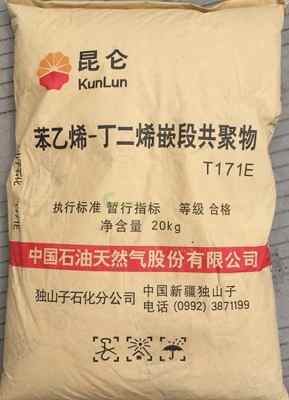 昆仑
KunLun
苯乙烯-丁二烯嵌段共聚物
T171E
执行标准 暂行指标 等级 合格
净含量 20kg
中国石油天然气股份有限公司
独山子石化分公司
中国新疆独山子
电话 (0992) 3871199